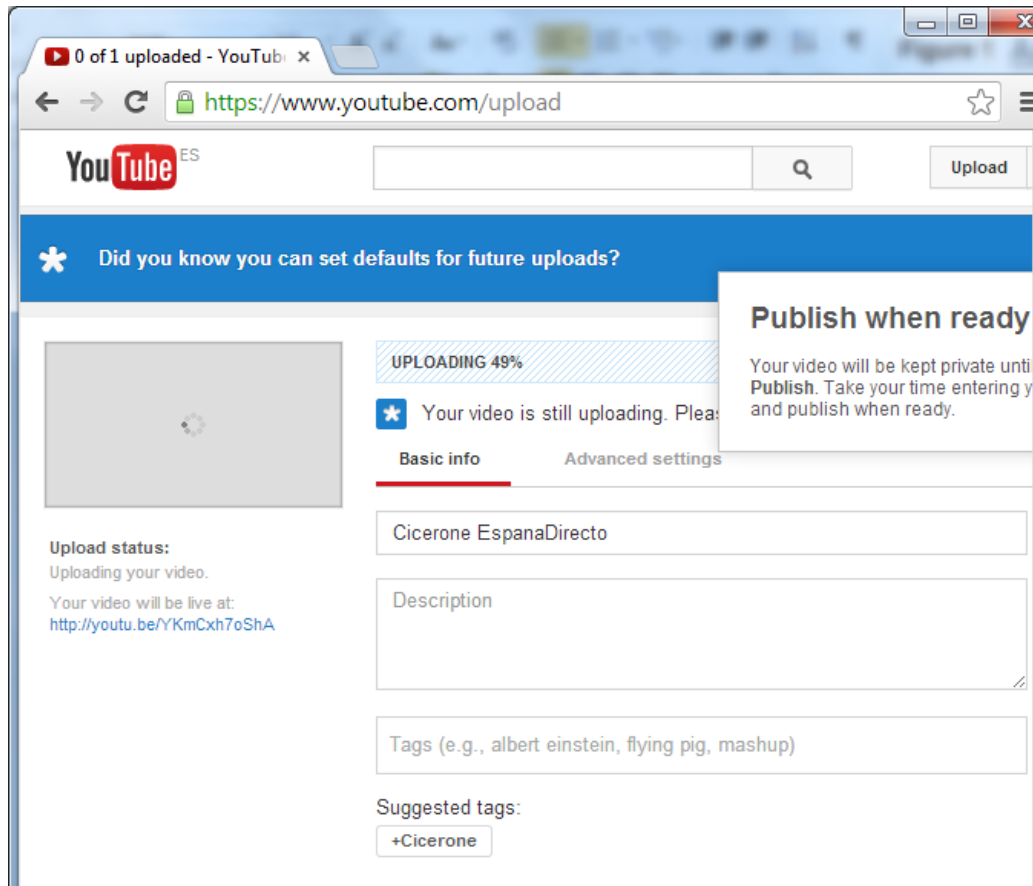 0 of 1 uploaded - YouTub
https://www.youtube.com/upload
YouTube ES
Upload
Did you know you can set defaults for future uploads?
Publish when ready
Your video will be kept private unti
Publish. Take your time entering y
and publish when ready.
UPLOADING 49%
Your video is still uploading. Plea
Basic info
Advanced settings
Cicerone EspanaDirecto
Upload status:
Uploading your video.
Your video will be live at:
http://youtu.be/YKmCxh7oShA
Description
Tags (e.g., albert einstein, flying pig, mashup)
Suggested tags:
+Cicerone